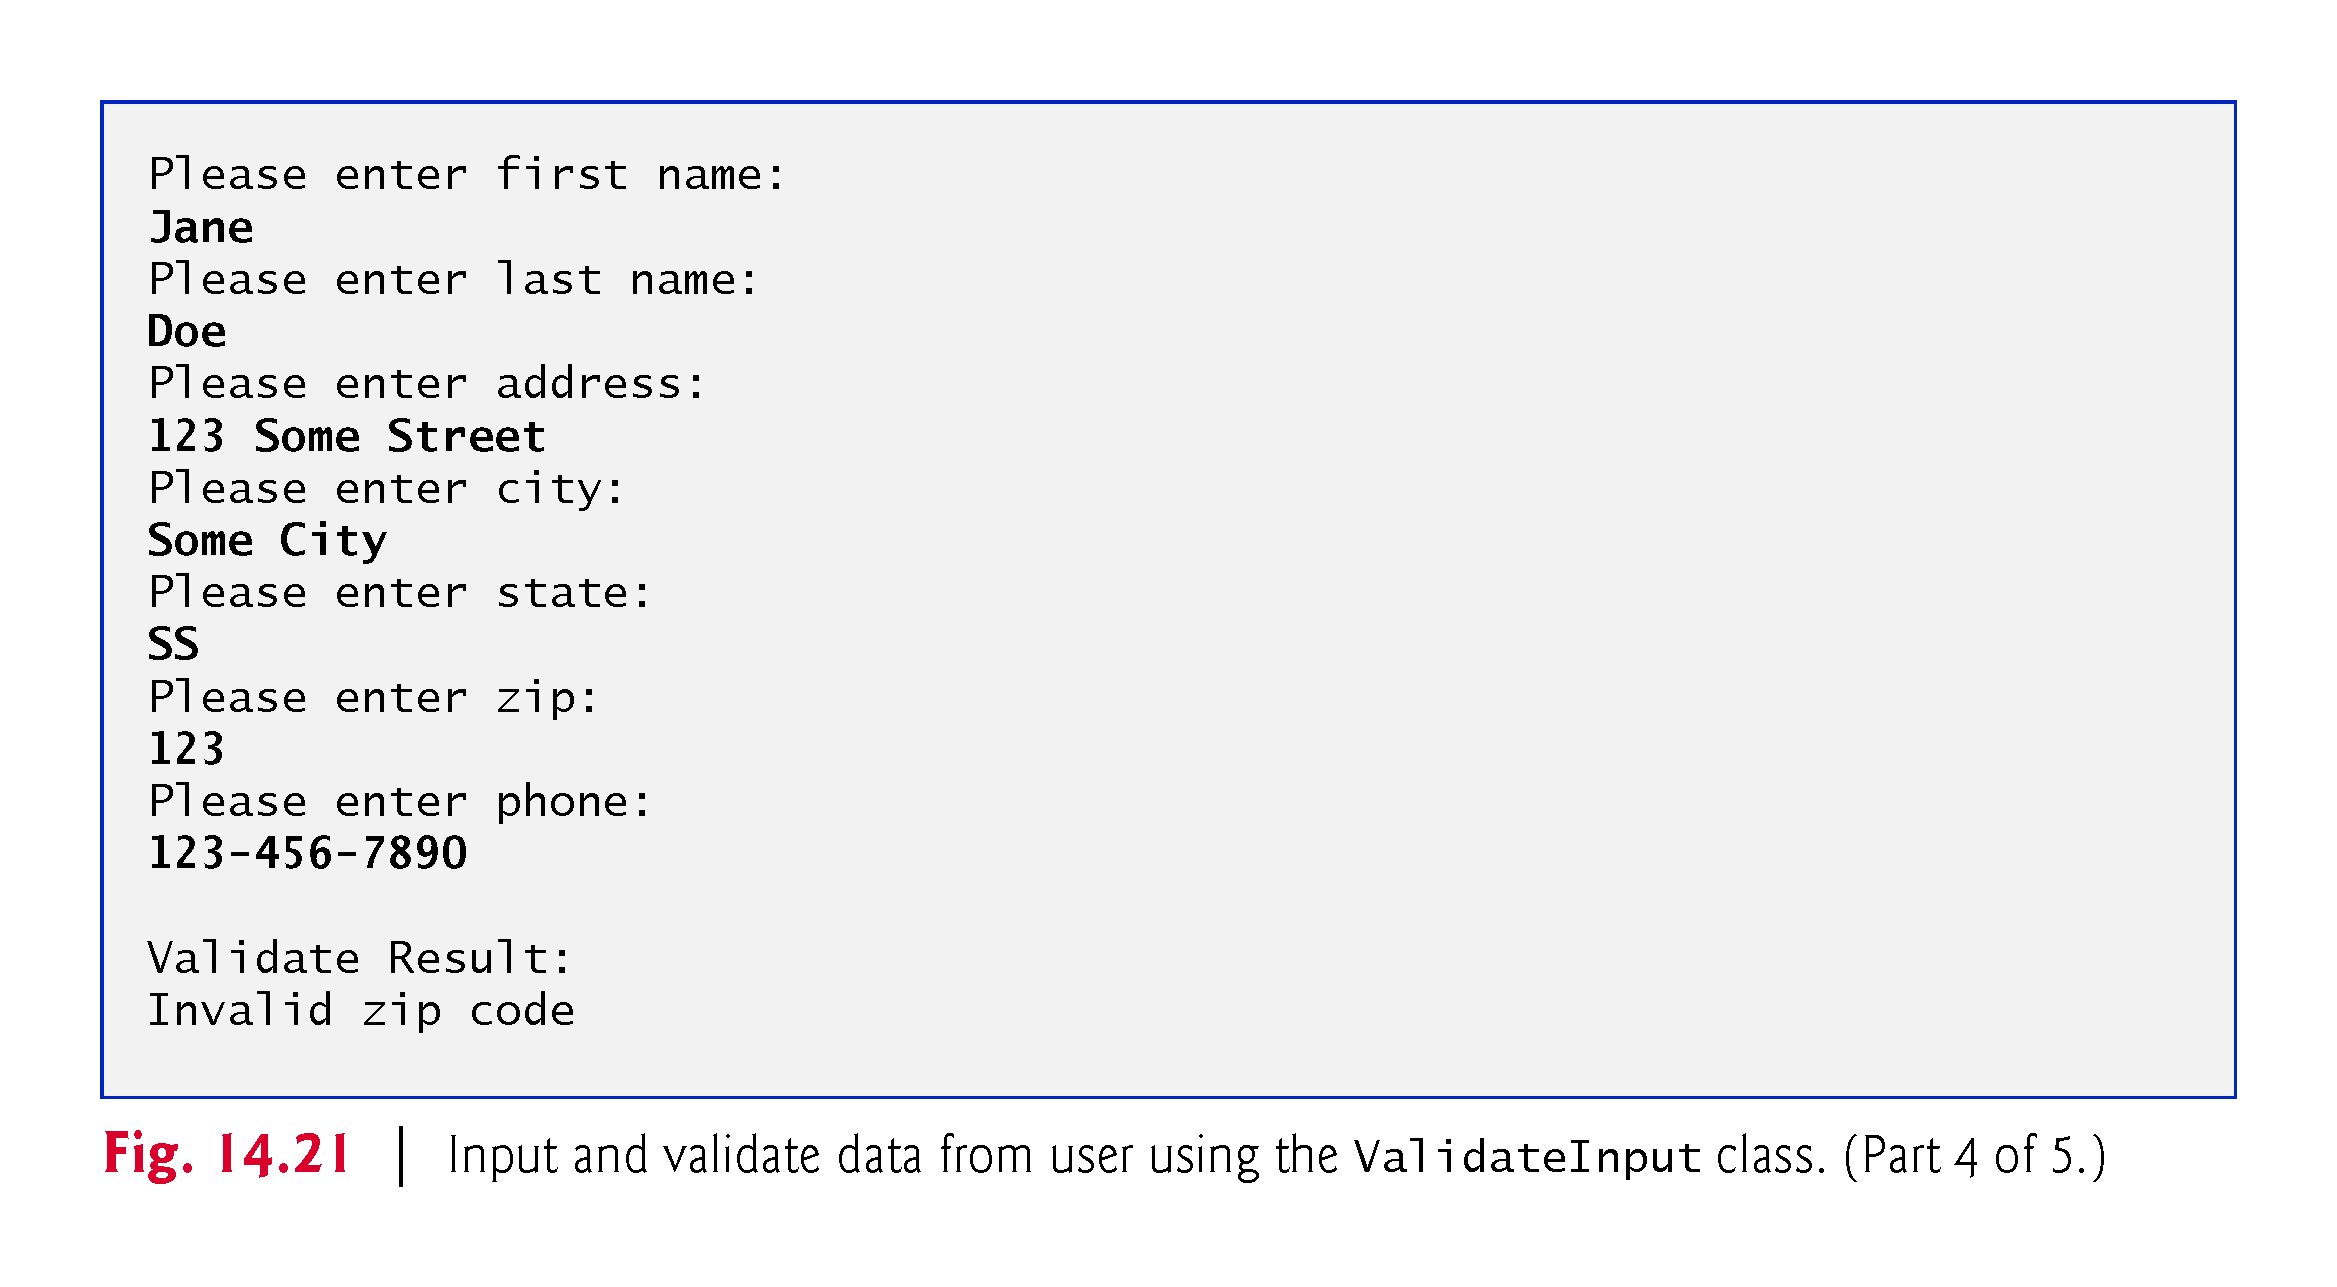 Please enter first name:
Jane
Please enter last name:
Doe
Please enter address:
123 Some Street
Please enter city:
Some City
Please enter state:
SS
Please enter zip:
123
Please enter phone:
123-456-7890
Validate Result:
Invalid zip code
Fig. 14.21 | Input and validate data from user using the ValidateInput class. (Part 4 of 5.)